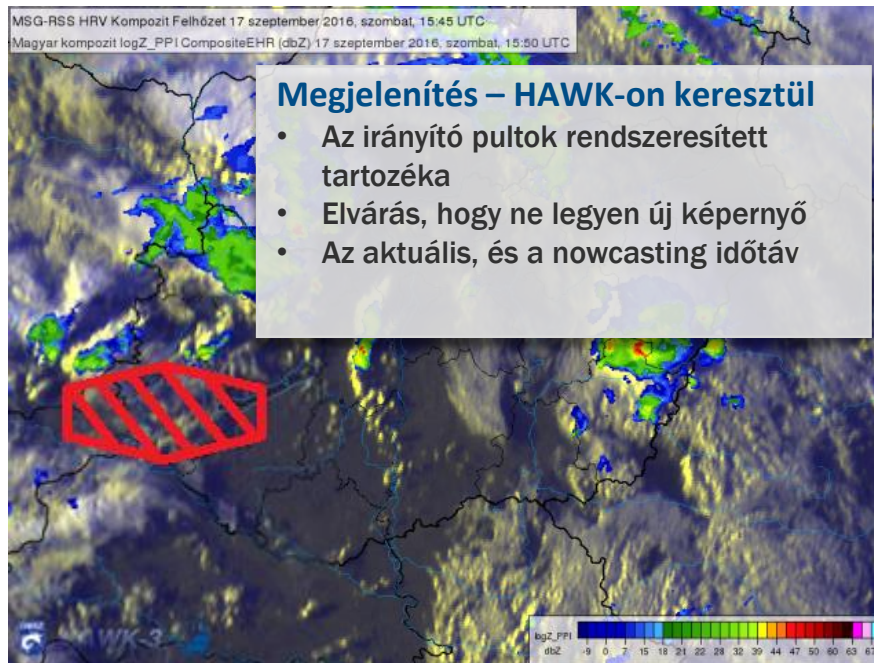 MSG-RSS HRV Kompozit Felhőzet 17 szeptember 2016, szombat, 15:45 UTC
Magyar kompozit logZ_PPI CompositeEHR (dbZ) 17 szeptember 2016, szombat, 15:50 UTC
Megjelenítés – HAWK-on keresztül
• Az irányító pultok rendszeresített
tartozéka
• Elvárás, hogy ne legyen új képernyő
• Az aktuális, és a nowcasting időtáv
WK-3
logZ_PPI
dbZ -9 0 7 15 18 21 22 28 32 39 44 47 50 60 63 67